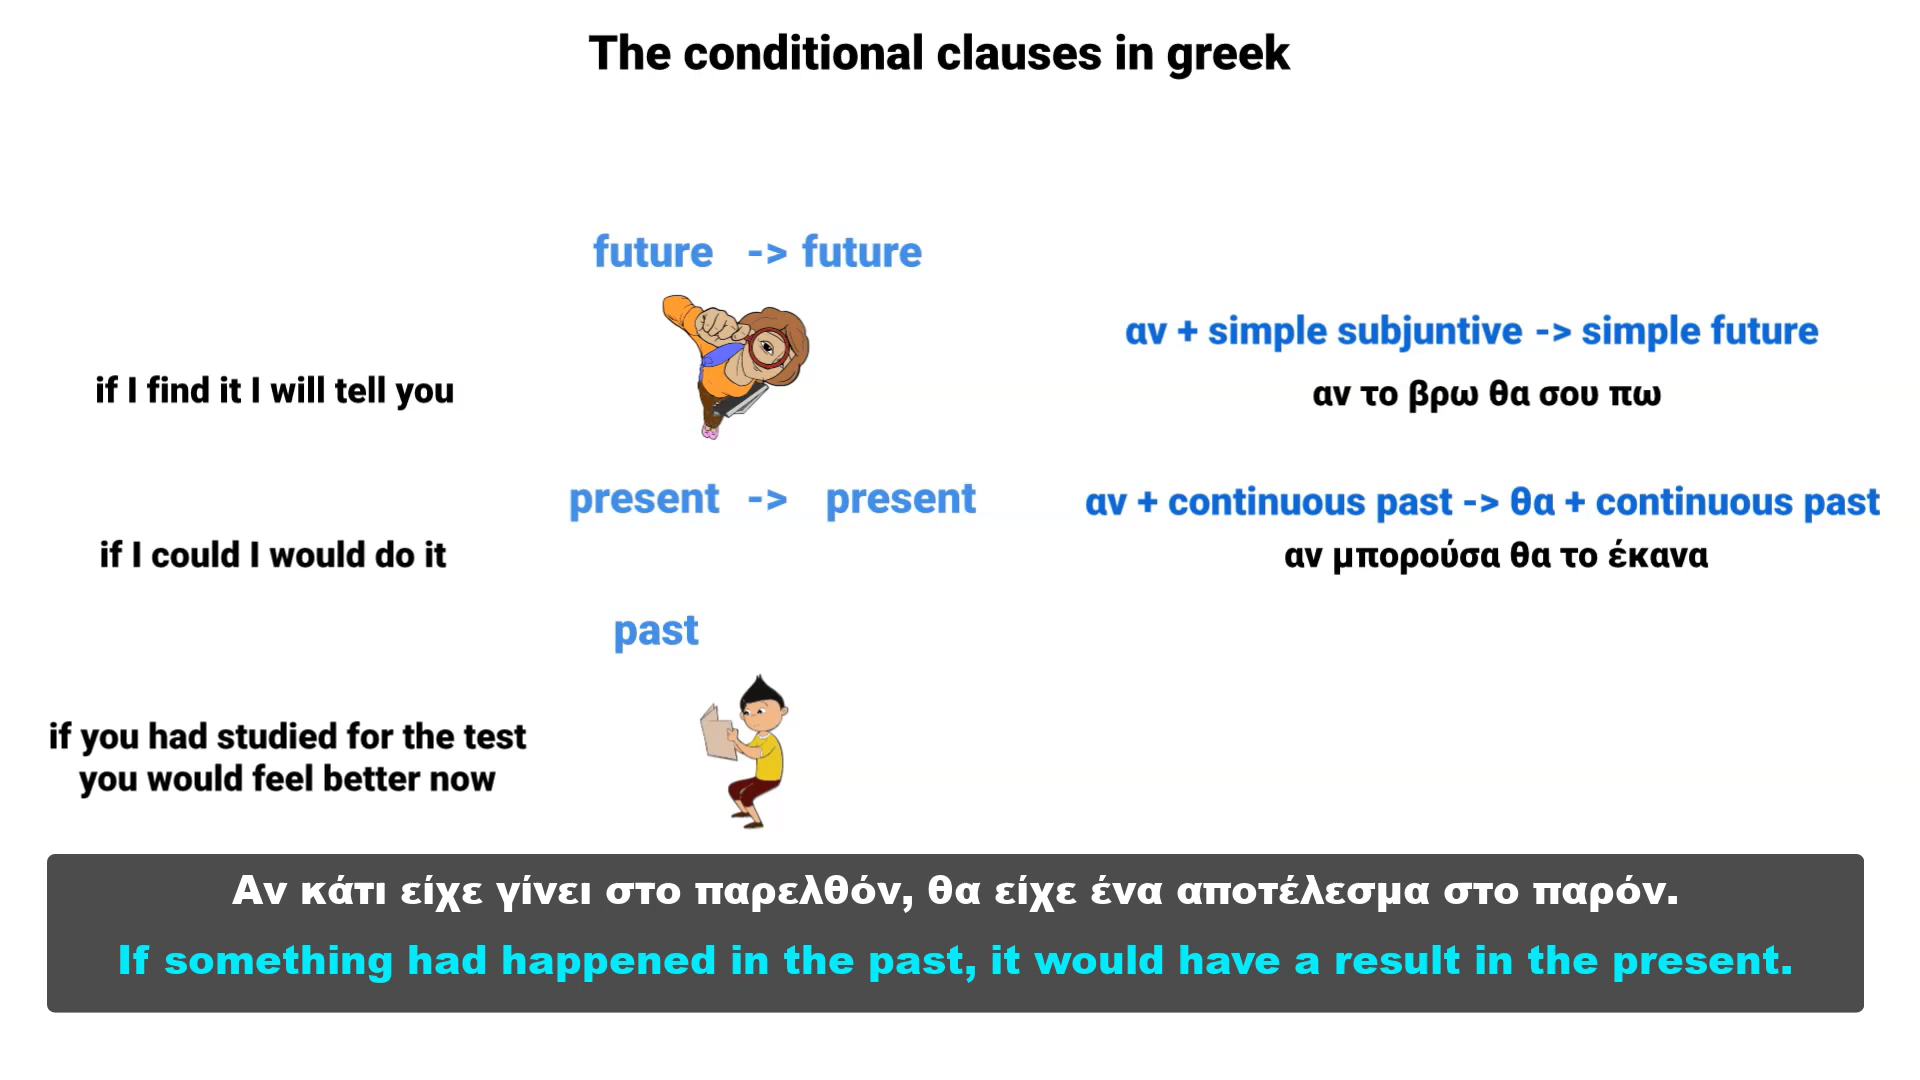 The conditional clauses in greek
future -> future
αν + simple subjuntive -> simple future
if I find it I will tell you
αν το βρω θα σου πω
present -> present
αν + continuous past -> θα + continuous past
if I could I would do it
αν μπορούσα θα το έκανα
past
if you had studied for the test
you would feel better now
Αν κάτι είχε γίνει στο παρελθόν, θα είχε ένα αποτέλεσμα στο παρόν.
If something had happened in the past, it would have a result in the present.